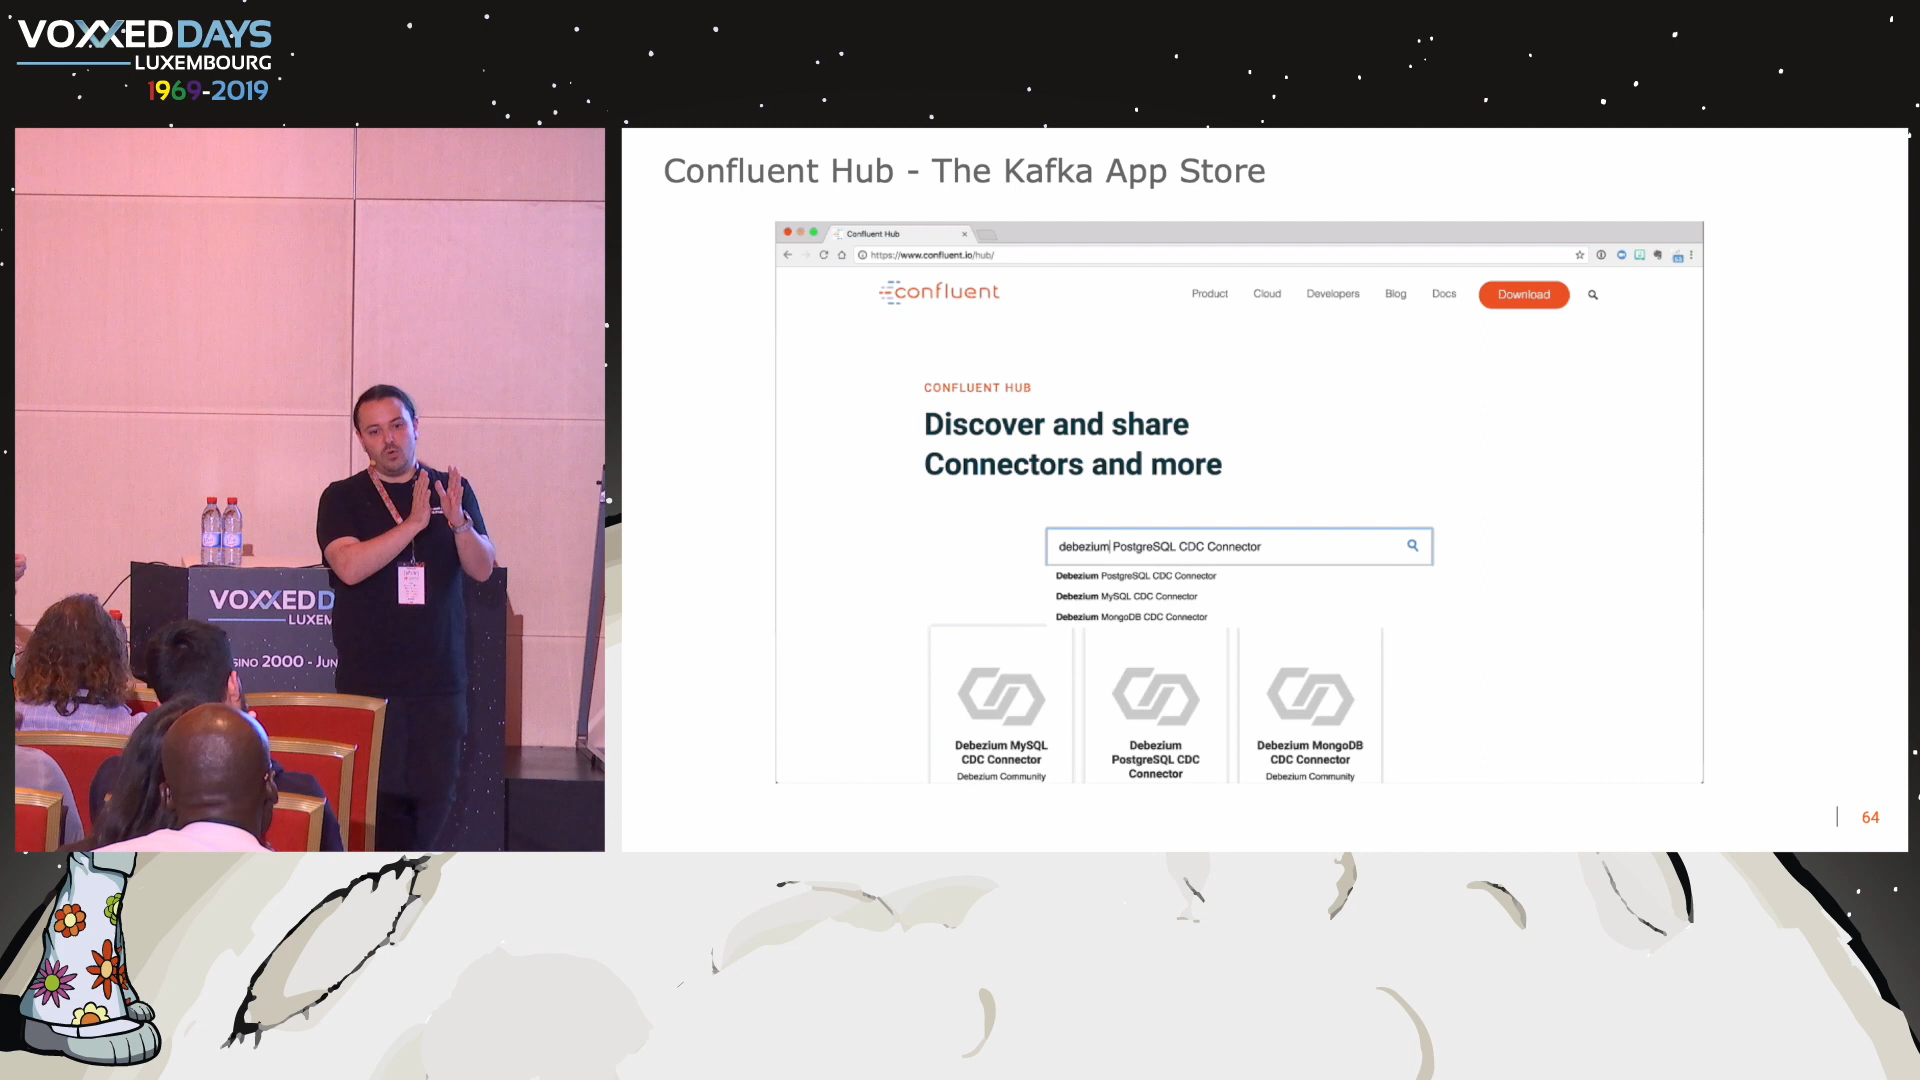 VOXXEDDAYS
LUXEMBOURG
1969-2019
VOXXEDD
LUXEM
SINO 2000 - JUN
Confluent Hub - The Kafka App Store
Confluent Hub
https://www.confluent.io/hub/
confluent
Product Cloud Developers Blog Docs Download
CONFLUENT HUB
Discover and share
Connectors and more
debezium PostgreSQL CDC Connector
Debezium PostgreSQL CDC Connector
Debezium MySQL CDC Connector
Debezium MongoDB CDC Connector
Debezium MySQL
CDC Connector
Debezium Community
Debezium
PostgreSQL CDC
Connector
Debezium MongoDB
CDC Connector
Debezium Community
64